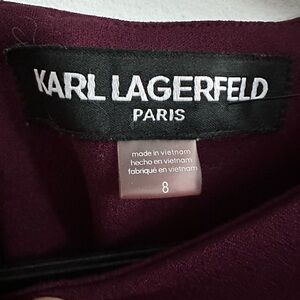 KARL LAGERFELD
PARIS
made in vietnam
hecho en vietnam
fabriqué en vietnam
8